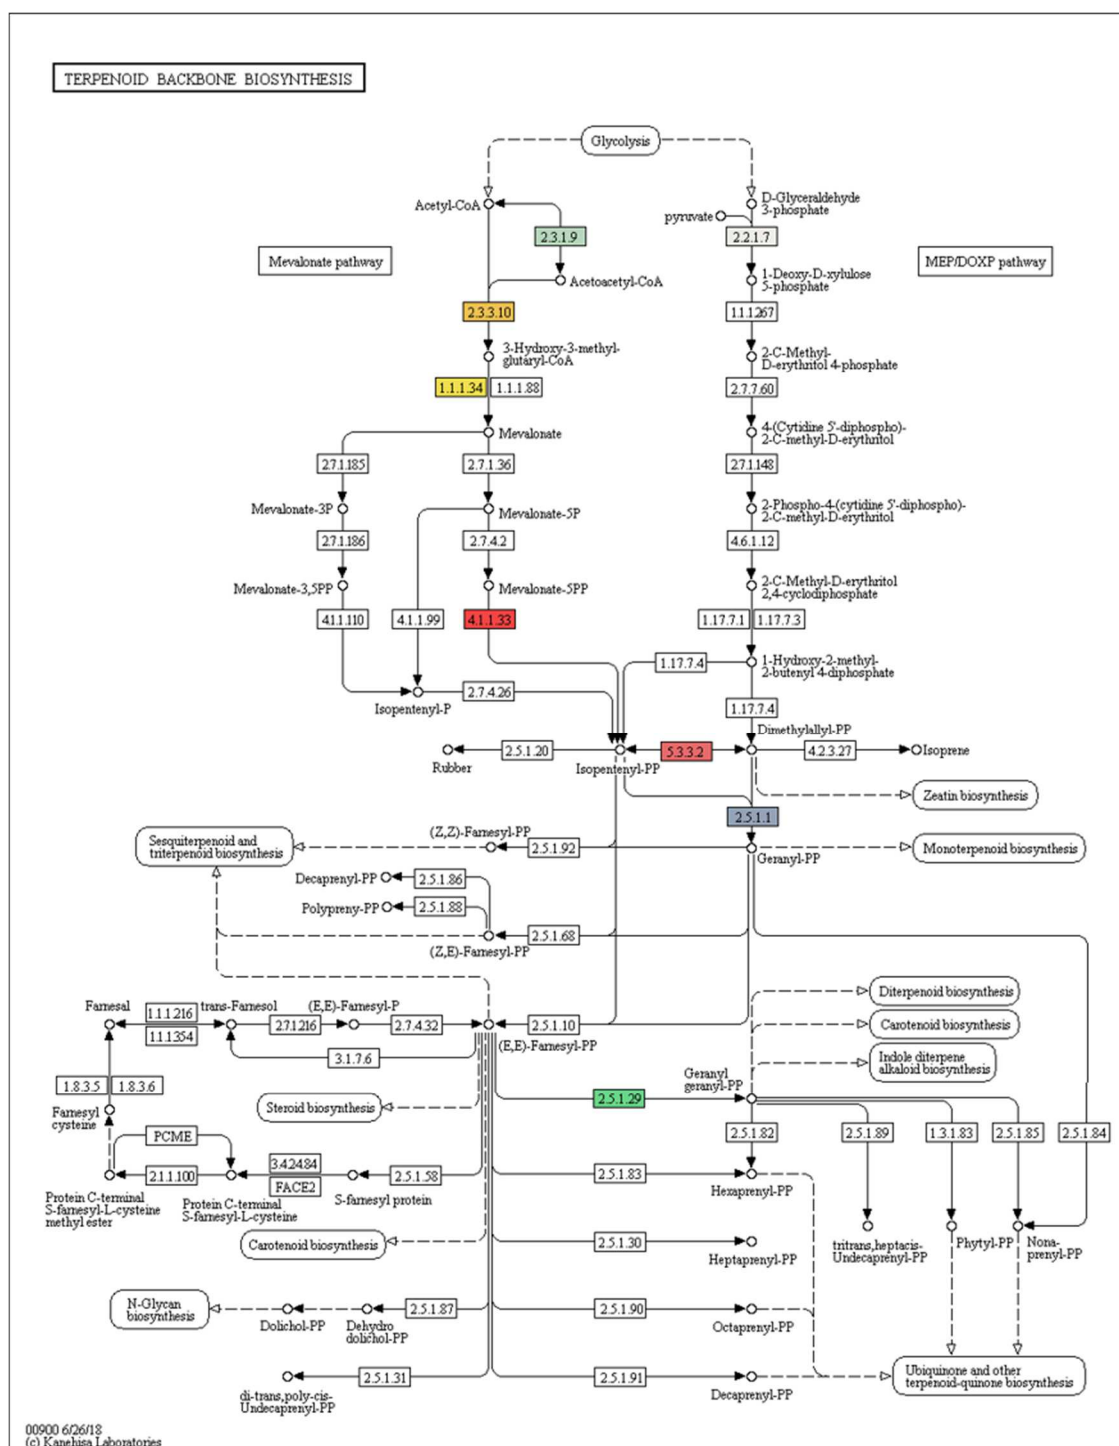 TERPENOID BACKBONE BIOSYNTHESIS
Glycolysis
Acetyl-CoA
D-Glyceraldehyde
3-phosphate
pyruvate
2.3.1.9
2.2.1.7
Mevalonate pathway
MEP/DOXP pathway
Acetoacetyl-CoA
1-Deoxy-D-xylulose
5-phosphate
2.3.3.10
1.1.1.267
3-Hydroxy-3-methyl-
glutaryl-CoA
2-C-Methyl-
D-erythritol 4-phosphate
1.1.1.34
1.1.1.88
2.7.7.60
Mevalonate
4-(Cytidine 5'-diphospho)-
2-C-methyl-D-erythritol
2.7.1.185
2.7.1.36
2.7.1.148
Mevalonate-3P
Mevalonate-5P
2-Phospho-4-(cytidine 5'-diphospho)-
2-C-methyl-D-erythritol
2.7.1.186
2.7.4.2
4.6.1.12
Mevalonate-3,5PP
Mevalonate-5PP
2-C-Methyl-D-erythritol
2,4-cyclodiphosphate
4.1.1.110
4.1.1.99
4.1.1.33
1.17.7.1
1.17.7.3
1.17.7.4
1-Hydroxy-2-methyl-
2-butenyl 4-diphosphate
2.7.4.26
Isopentenyl-P
1.17.7.4
Dimethylallyl-PP
2.5.1.20
5.3.3.2
4.2.3.27
Isoprene
Rubber
Isopentenyl-PP
Zeatin biosynthesis
2.5.1.1
(Z,Z)-Farnesyl-PP
Sesquiterpenoid and
triterpenoid biosynthesis
2.5.1.92
Geranyl-PP
Monoterpenoid biosynthesis
Decaprenyl-PP
2.5.1.86
Polypreny-PP
2.5.1.88
2.5.1.68
(Z,E)-Farnesyl-PP
Diterpenoid biosynthesis
Farnesal
1.1.1.216
trans-Farnesol
(E,E)-Farnesyl-P
2.7.1.216
2.7.4.32
2.5.1.10
Carotenoid biosynthesis
1.1.1.354
(E,E)-Farnesyl-PP
3.1.7.6
Indole diterpene
alkaloid biosynthesis
Geranyl
geranyl-PP
1.8.3.5
1.8.3.6
2.5.1.29
Steroid biosynthesis
Farnesyl
cysteine
PCME
2.5.1.82
2.5.1.89
1.3.1.83
2.5.1.85
2.5.1.84
3.4.24.84
2.1.1.100
2.5.1.58
2.5.1.83
FACE2
Hexaprenyl-PP
Protein C-terminal
S-farnesyl-L-cysteine
methyl ester
Protein C-terminal
S-farnesyl-L-cysteine
S-farnesyl protein
Carotenoid biosynthesis
2.5.1.30
Heptaprenyl-PP
tritrans,heptacis-
Undecaprenyl-PP
Phytyl-PP
Nona-
prenyl-PP
N-Glycan
biosynthesis
2.5.1.87
2.5.1.90
Dolichol-PP
Dehydro
dolichol-PP
Octaprenyl-PP
2.5.1.31
2.5.1.91
di-trans,poly-cis-
Undecaprenyl-PP
Decaprenyl-PP
Ubiquinone and other
terpenoid-quinone biosynthesis
00900 6/26/18
(c) Kanehisa Laboratories